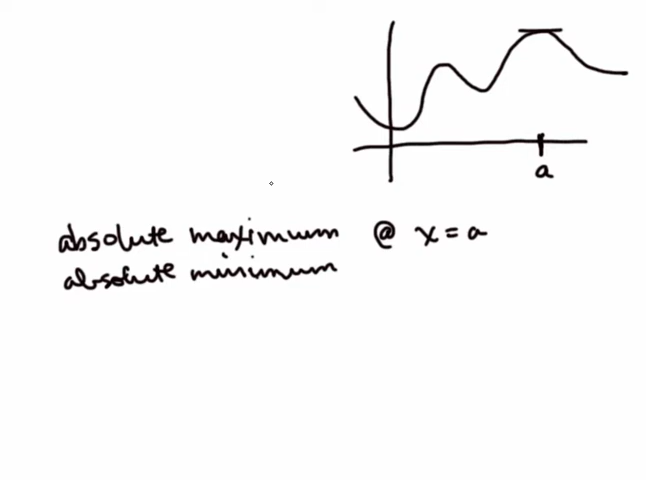 a
absolute maximum @ x = a
absolute minimum